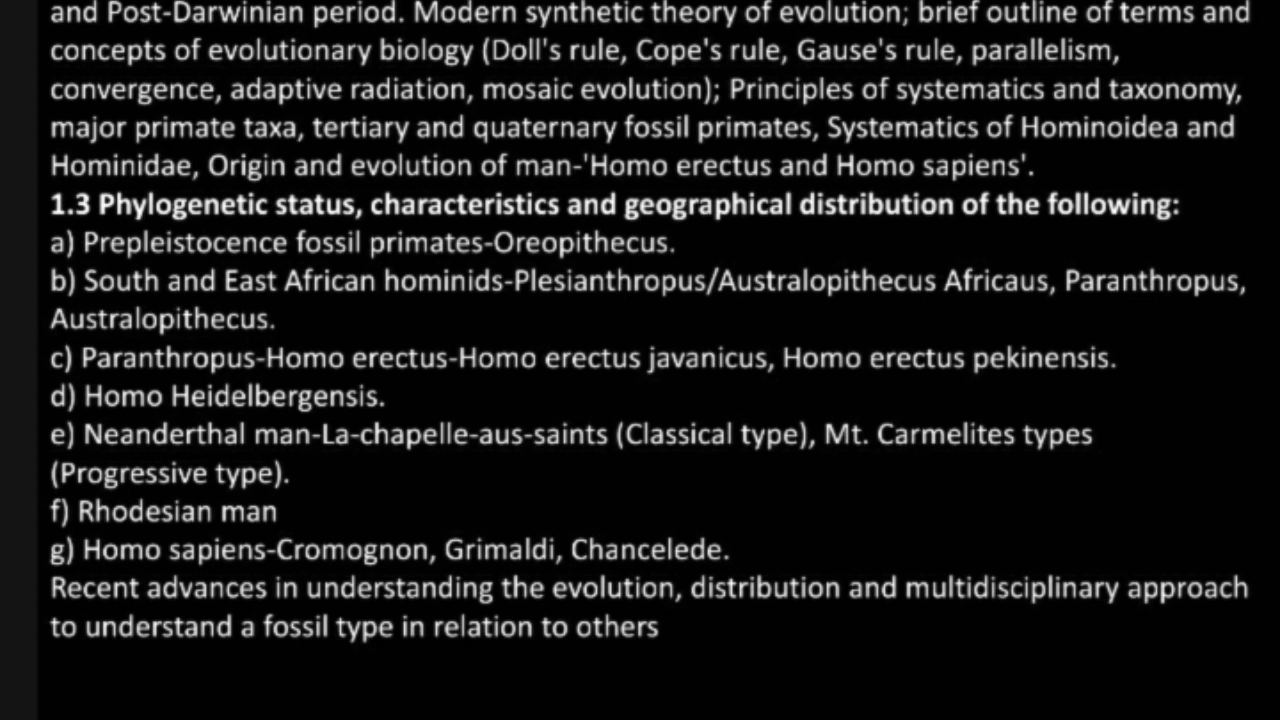 and Post-Darwinian period. Modern synthetic theory of evolution; brief outline of terms and
concepts of evolutionary biology (Doll's rule, Cope's rule, Gause's rule, parallelism,
convergence, adaptive radiation, mosaic evolution); Principles of systematics and taxonomy,
major primate taxa, tertiary and quaternary fossil primates, Systematics of Hominoidea and
Hominidae, Origin and evolution of man-'Homo erectus and Homo sapiens'.
1.3 Phylogenetic status, characteristics and geographical distribution of the following:
a) Prepleistocence fossil primates-Oreopithecus.
b) South and East African hominids-Plesianthropus/Australopithecus Africaus, Paranthropus,
Australopithecus.
c) Paranthropus-Homo erectus-Homo erectus javanicus, Homo erectus pekinensis.
d) Homo Heidelbergensis.
e) Neanderthal man-La-chapelle-aus-saints (Classical type), Mt. Carmelites types
(Progressive type).
f) Rhodesian man
g) Homo sapiens-Cromognon, Grimaldi, Chancelede.
Recent advances in understanding the evolution, distribution and multidisciplinary approach
to understand a fossil type in relation to others